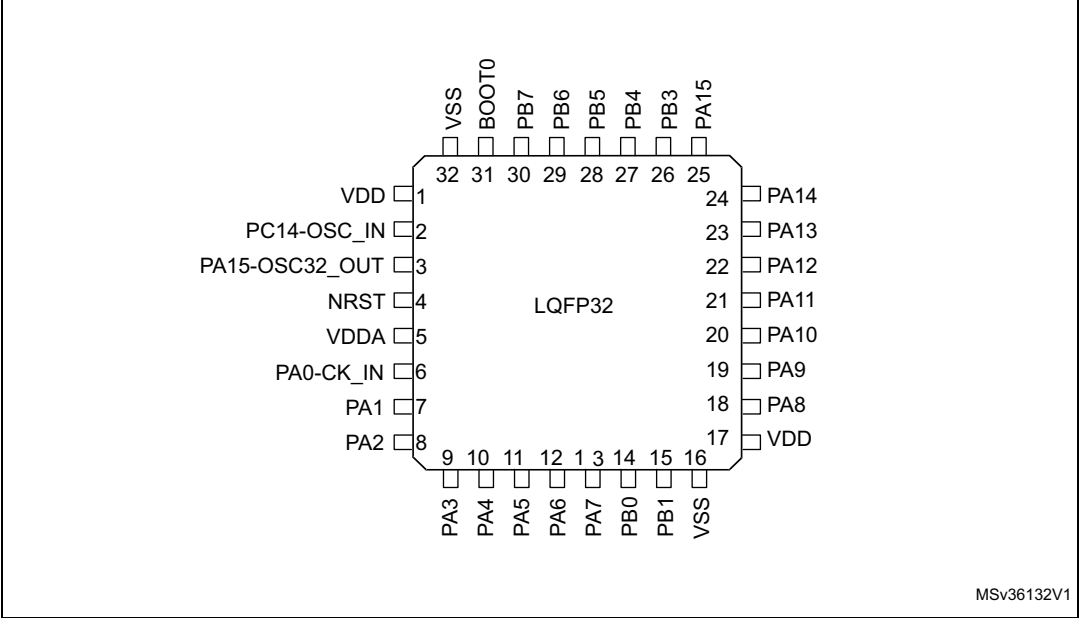 VSS
BOOT0
PB7
PB6
PB5
PB4
PB3
PA15
32 31 30 29 28 27 26 25
VDD 1
PC14-OSC_IN 2
PA15-OSC32_OUT 3
NRST 4
VDDA 5
PA0-CK_IN 6
PA1 7
PA2 8
LQFP32
24 PA14
23 PA13
22 PA12
21 PA11
20 PA10
19 PA9
18 PA8
17 VDD
9 10 11 12 1 3 14 15 16
PA3
PA4
PA5
PA6
PA7
PB0
PB1
VSS
MSv36132V1